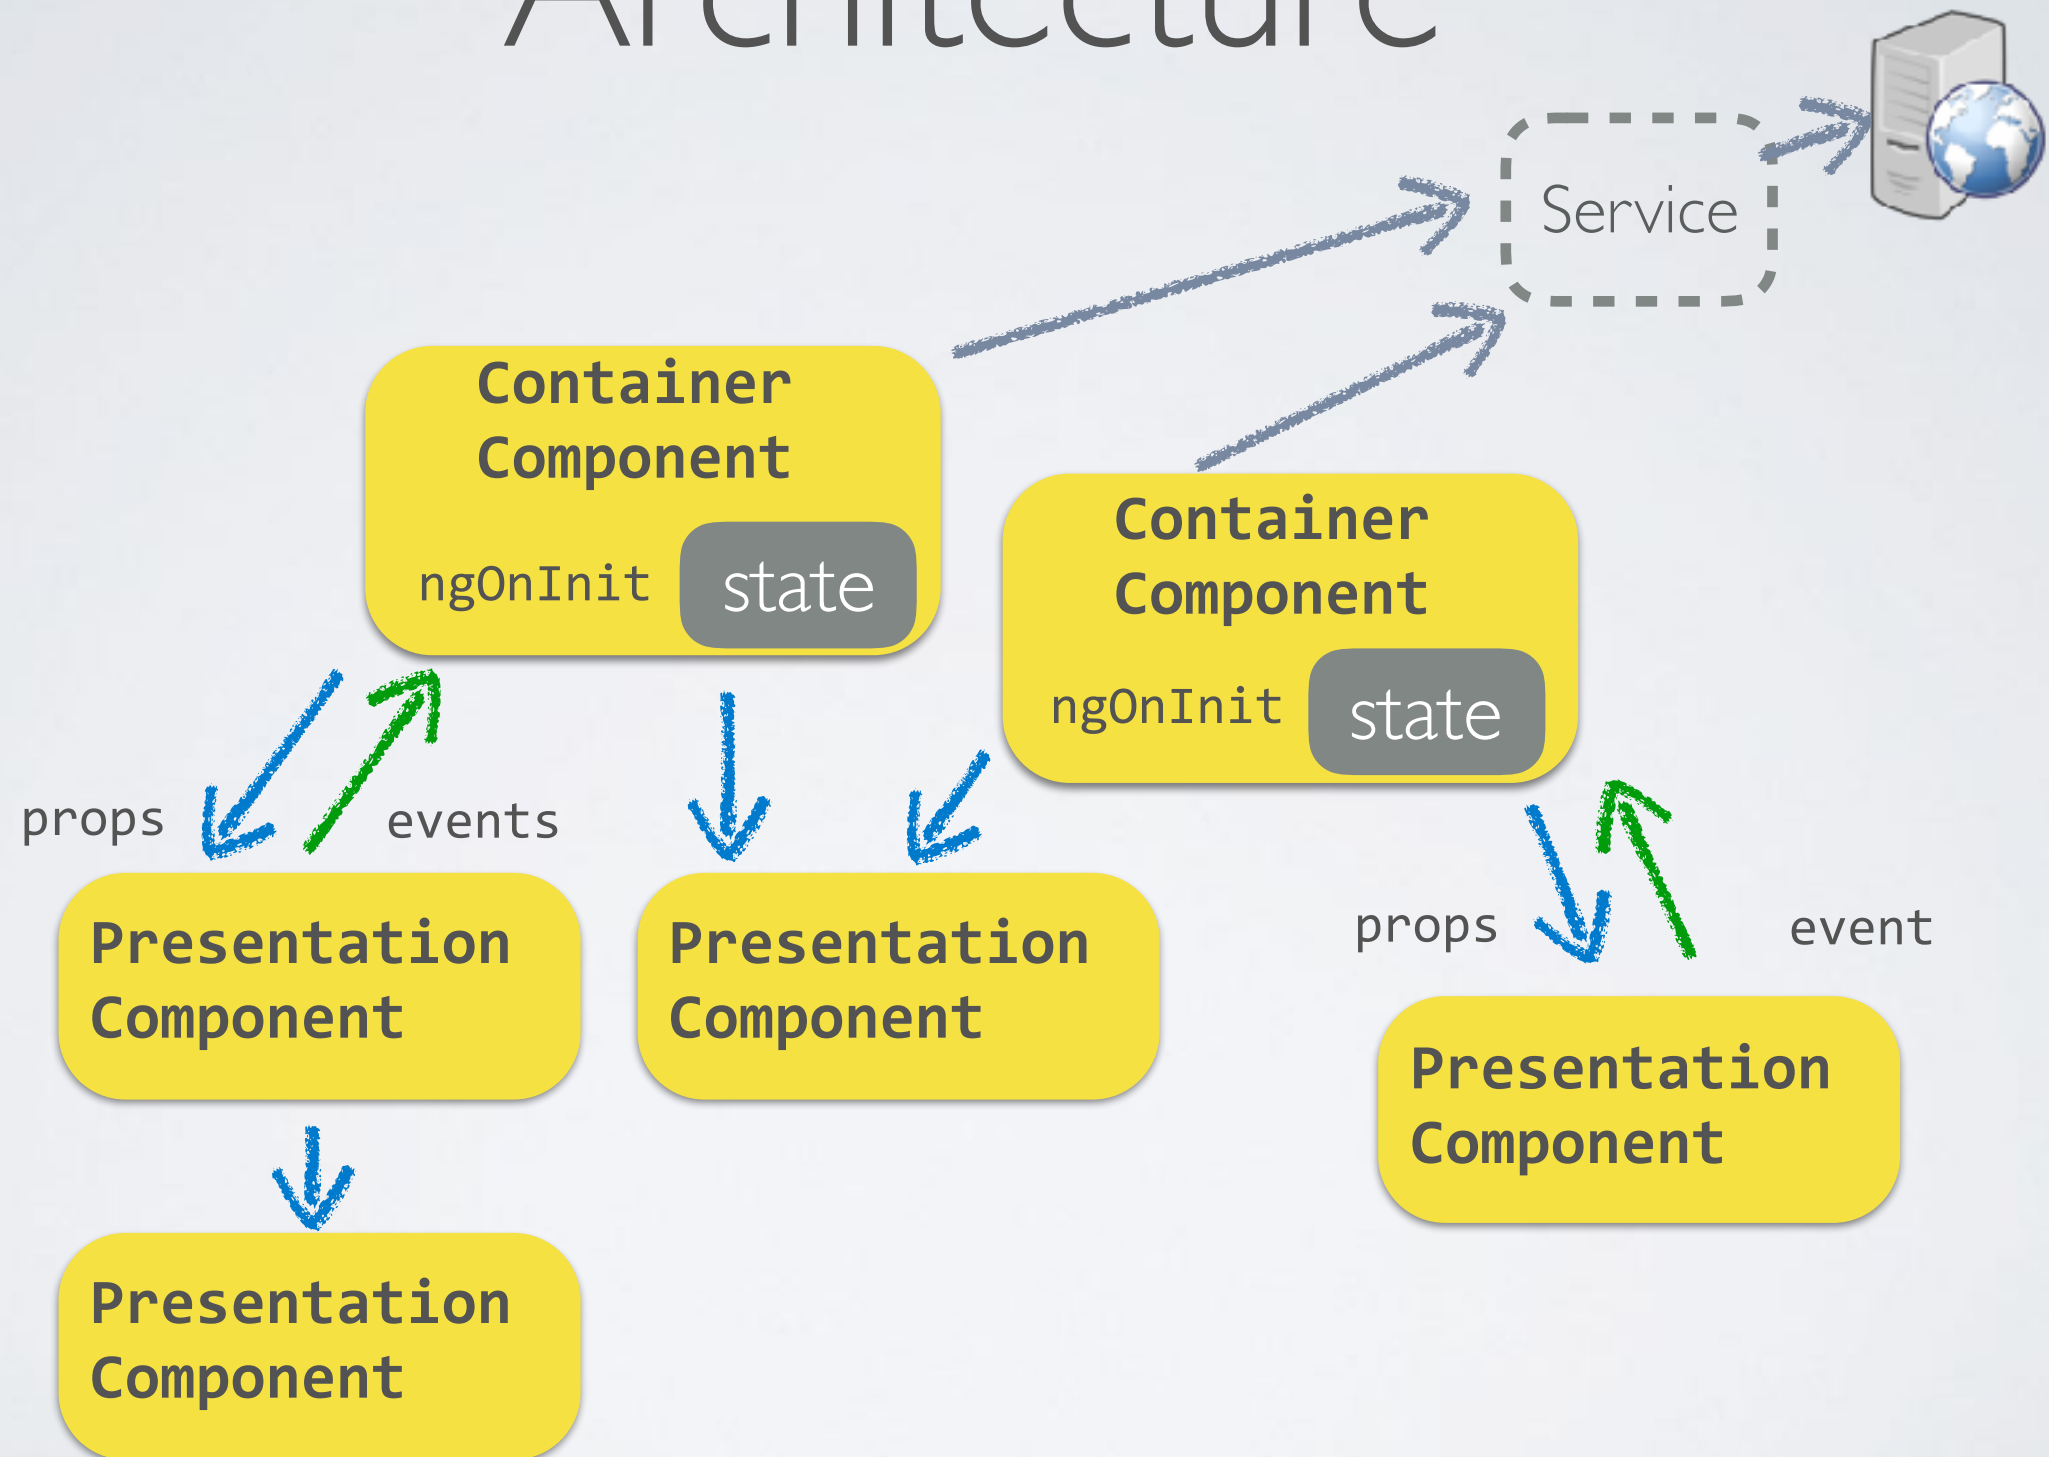 Architecture
Service
Container
Component
ngOnInit
state
Container
Component
ngOnInit
state
props
events
Presentation
Component
Presentation
Component
props
event
Presentation
Component
Presentation
Component